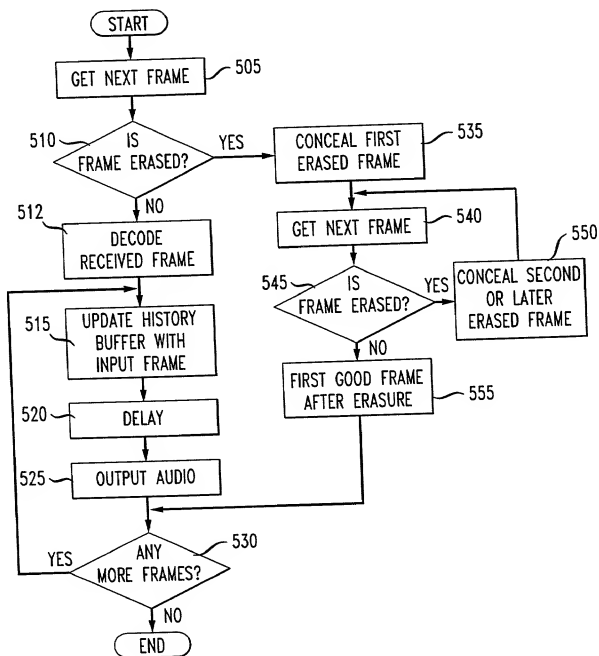 START
GET NEXT FRAME
505
510
IS
FRAME ERASED?
YES
NO
CONCEAL FIRST
ERASED FRAME
535
512
DECODE
RECEIVED FRAME
GET NEXT FRAME
540
545
IS
FRAME ERASED?
YES
NO
550
CONCEAL SECOND
OR LATER
ERASED FRAME
515
UPDATE HISTORY
BUFFER WITH
INPUT FRAME
FIRST GOOD FRAME
AFTER ERASURE
555
520
DELAY
525
OUTPUT AUDIO
530
YES
ANY
MORE FRAMES?
NO
END